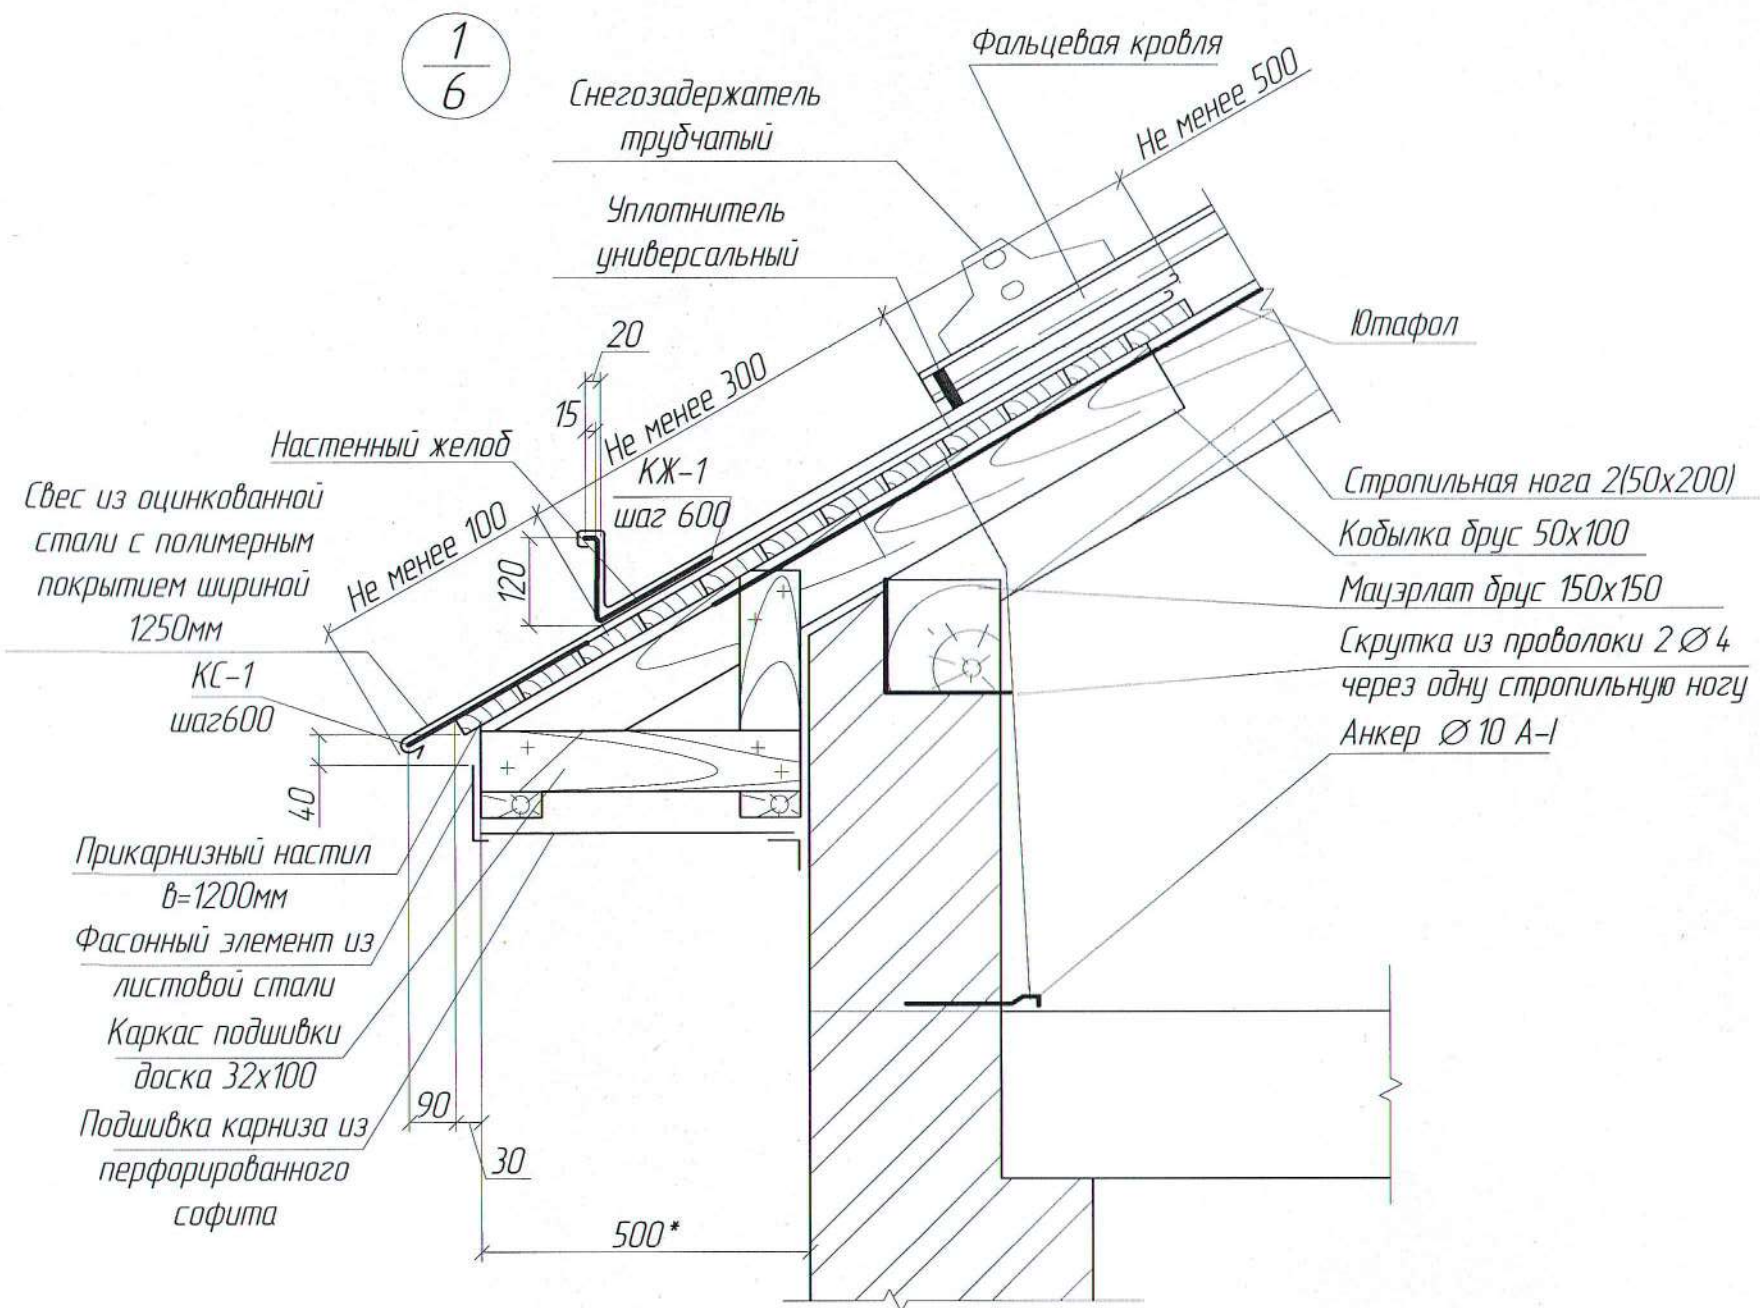 1
6
Фальцевая кровля
Снегозадержатель
трубчатый
Не менее 500
Уплотнитель
универсальный
Ютафол
20
15
Не менее 300
Настенный желоб
КЖ-1
шаг 600
Свес из оцинкованной
стали с полимерным
покрытием шириной
1250мм
Не менее 100
120
КС-1
шаг600
40
Стропильная нога 2(50х200)
Кобылка брус 50х100
Мауэрлат брус 150х150
Скрутка из проволоки 2 Ø 4
через одну стропильную ногу
Анкер Ø 10 А-I
Прикарнизный настил
в=1200мм
Фасонный элемент из
листовой стали
Каркас подшивки
доска 32х100
Подшивка карниза из
перфорированного
софита
90
30
500*